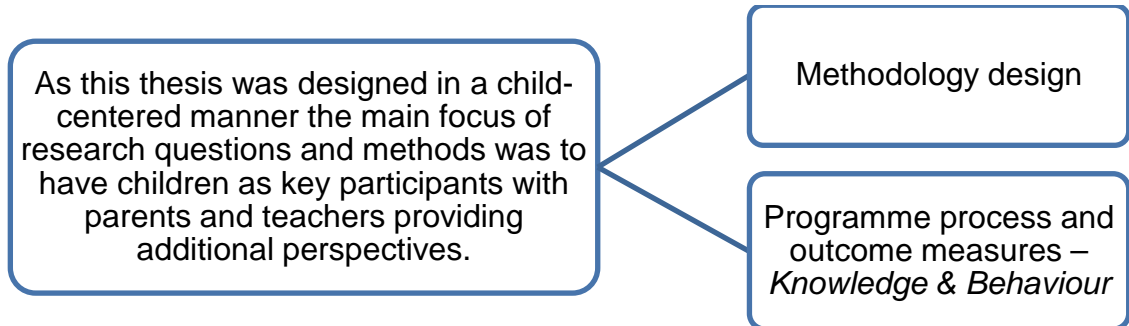 As this thesis was designed in a child-
centered manner the main focus of
research questions and methods was to
have children as key participants with
parents and teachers providing
additional perspectives.
Methodology design
Programme process and
outcome measures –
Knowledge & Behaviour